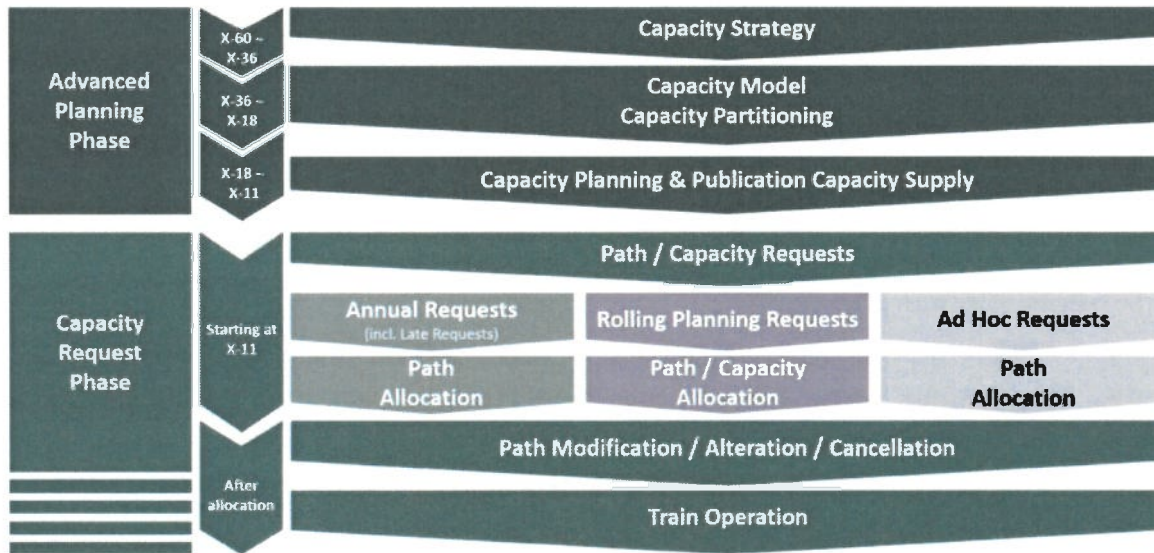 Advanced
Planning
Phase
X-60 –
X-36
Capacity Strategy
X-36 –
X-18
Capacity Model
Capacity Partitioning
X-18 –
X-11
Capacity Planning & Publication Capacity Supply
Capacity
Request
Phase
Starting at
X-11
Path / Capacity Requests
Annual Requests
(incl. Late Requests)
Rolling Planning Requests
Ad Hoc Requests
Path
Allocation
Path / Capacity
Allocation
Path
Allocation
After
allocation
Path Modification / Alteration / Cancellation
Train Operation